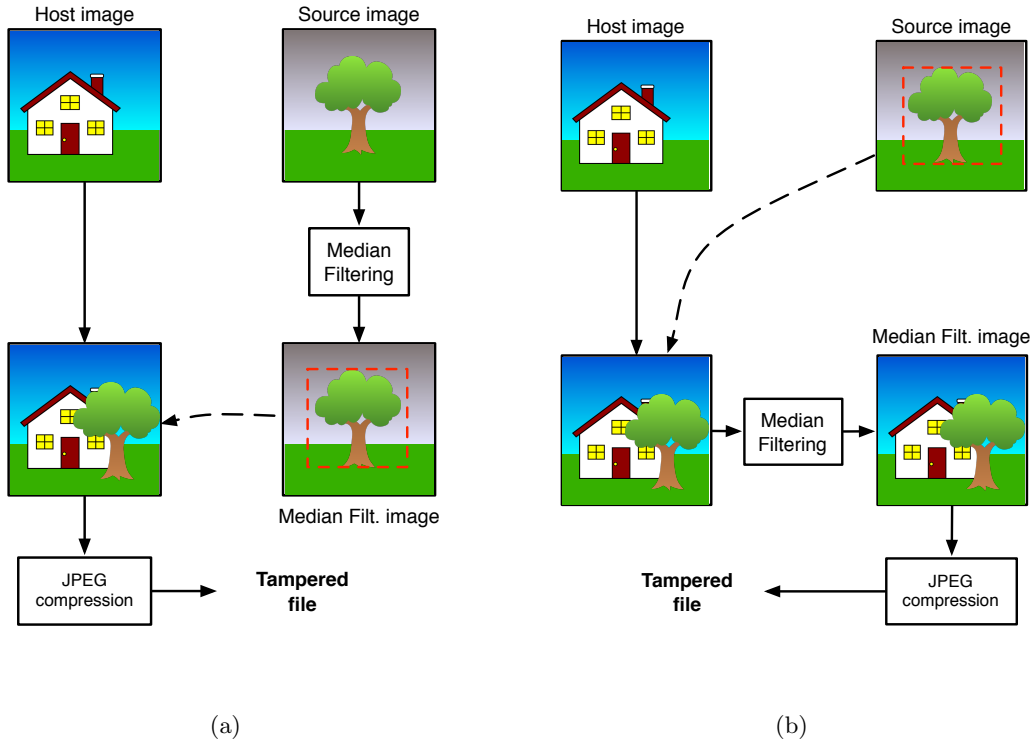 Host image
Source image
Median
Filtering
Median Filt. image
JPEG
compression
Tampered
file
(a)
Host image
Source image
Median Filt. image
Median
Filtering
Tampered
file
JPEG
compression
(b)